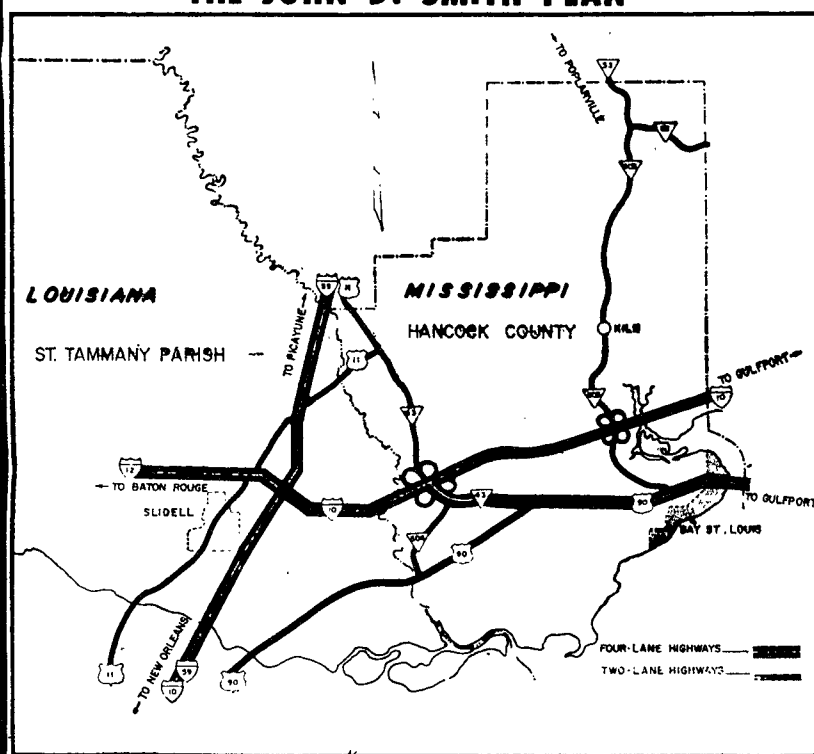 THE JOHN D. SMITH PLAN
TO POPLARVILLE
53
LOUISIANA
MISSISSIPPI
HANCOCK COUNTY
ST. TAMMANY PARISH
TO PICAYUNE
11
11
KILN
TO GULFPORT
10
12
TO BATON ROUGE
SLIDELL
10
43
90
TO GULFPORT
BAY ST. LOUIS
604
90
TO NEW ORLEANS
11
59
10
90
FOUR-LANE HIGHWAYS
TWO-LANE HIGHWAYS